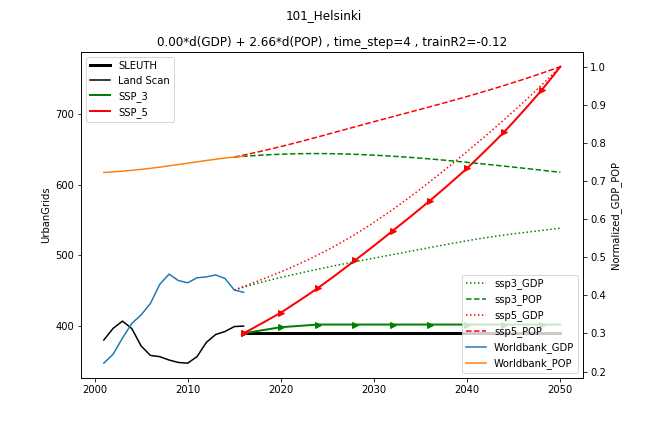 101_Helsinki
0.00*d(GDP) + 2.66*d(POP) , time_step=4 , trainR2=-0.12
SLEUTH
Land Scan
SSP_3
SSP_5
UrbanGrids
700
600
500
400
2000
2010
2020
2030
2040
2050
1.0
0.9
0.8
0.7
0.6
0.5
0.4
0.3
0.2
Normalized_GDP_POP
ssp3_GDP
ssp3_POP
ssp5_GDP
ssp5_POP
Worldbank_GDP
Worldbank_POP